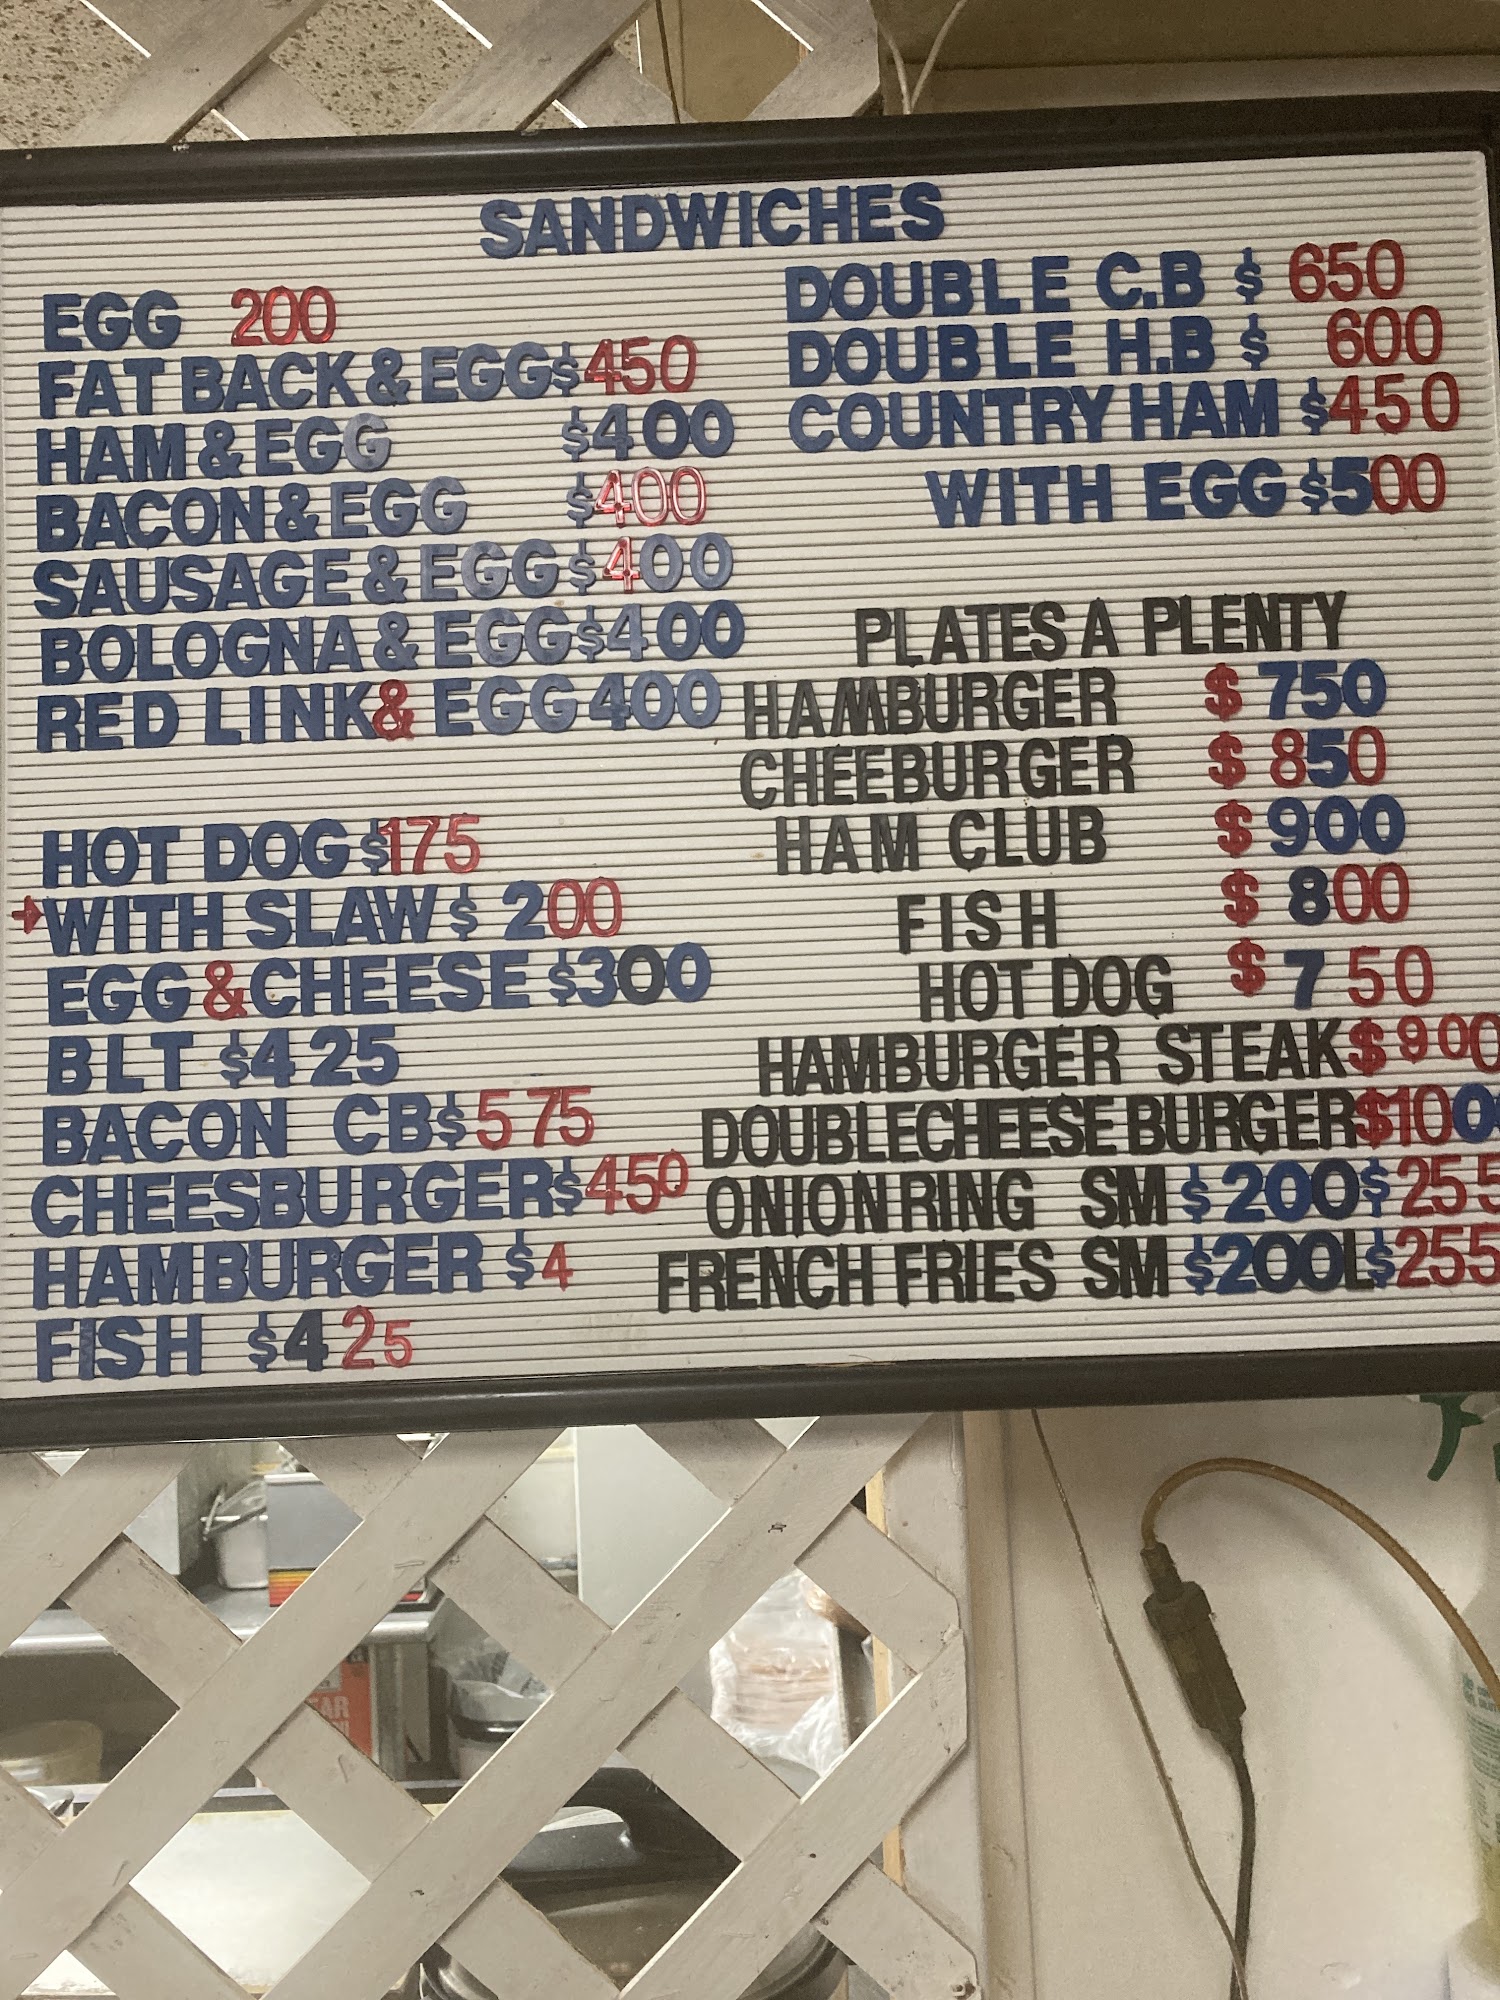 SANDWICHES
EGG 200
FAT BACK & EGG $450
HAM & EGG $400
BACON & EGG $400
SAUSAGE & EGG $400
BOLOGNA & EGG $400
RED LINK & EGG 400
HOT DOG $175
WITH SLAW $ 200
EGG & CHEESE $300
BLT $425
BACON CB $575
CHEESBURGER $450
HAMBURGER $4
FISH $425
DOUBLE C.B $ 650
DOUBLE H.B $ 600
COUNTRY HAM $450
WITH EGG $500
PLATES A PLENTY
HAMBURGER $ 750
CHEEBURGER $ 850
HAM CLUB $ 900
FISH $ 800
HOT DOG $ 750
HAMBURGER STEAK $900
DOUBLECHEESE BURGER $1000
ONION RING SM $200 $255
FRENCH FRIES SM $200 L $255